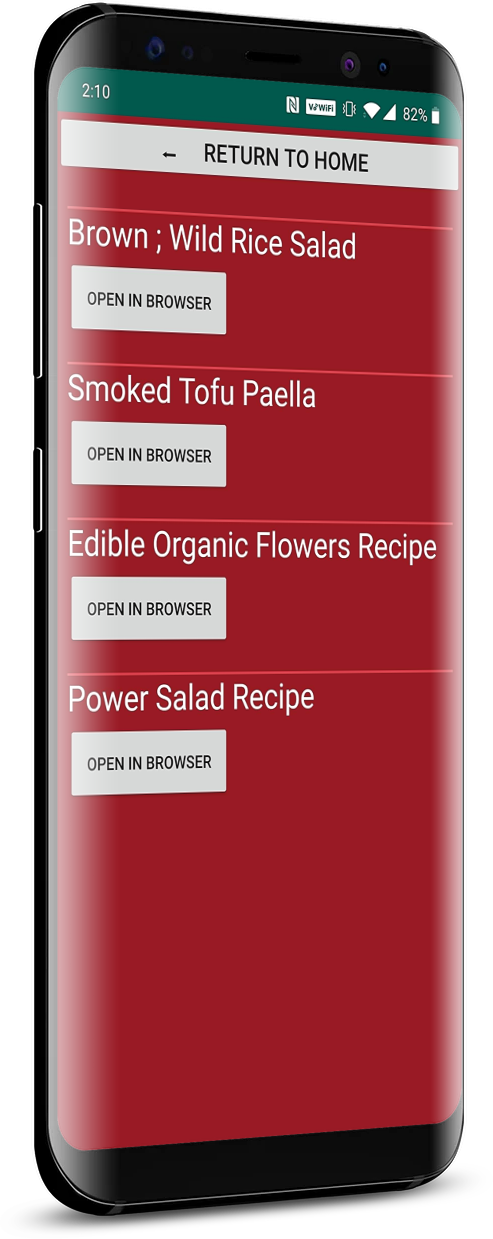 2:10 VoWiFi 82%
← RETURN TO HOME
Brown ; Wild Rice Salad
OPEN IN BROWSER
Smoked Tofu Paella
OPEN IN BROWSER
Edible Organic Flowers Recipe
OPEN IN BROWSER
Power Salad Recipe
OPEN IN BROWSER